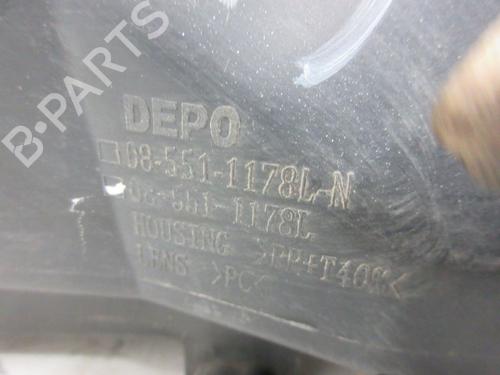 B-PARTS
DEPO
□08-551-1178L-N
□08-551-1178L
HOUSING >PP+T40%<
LENS >PC<